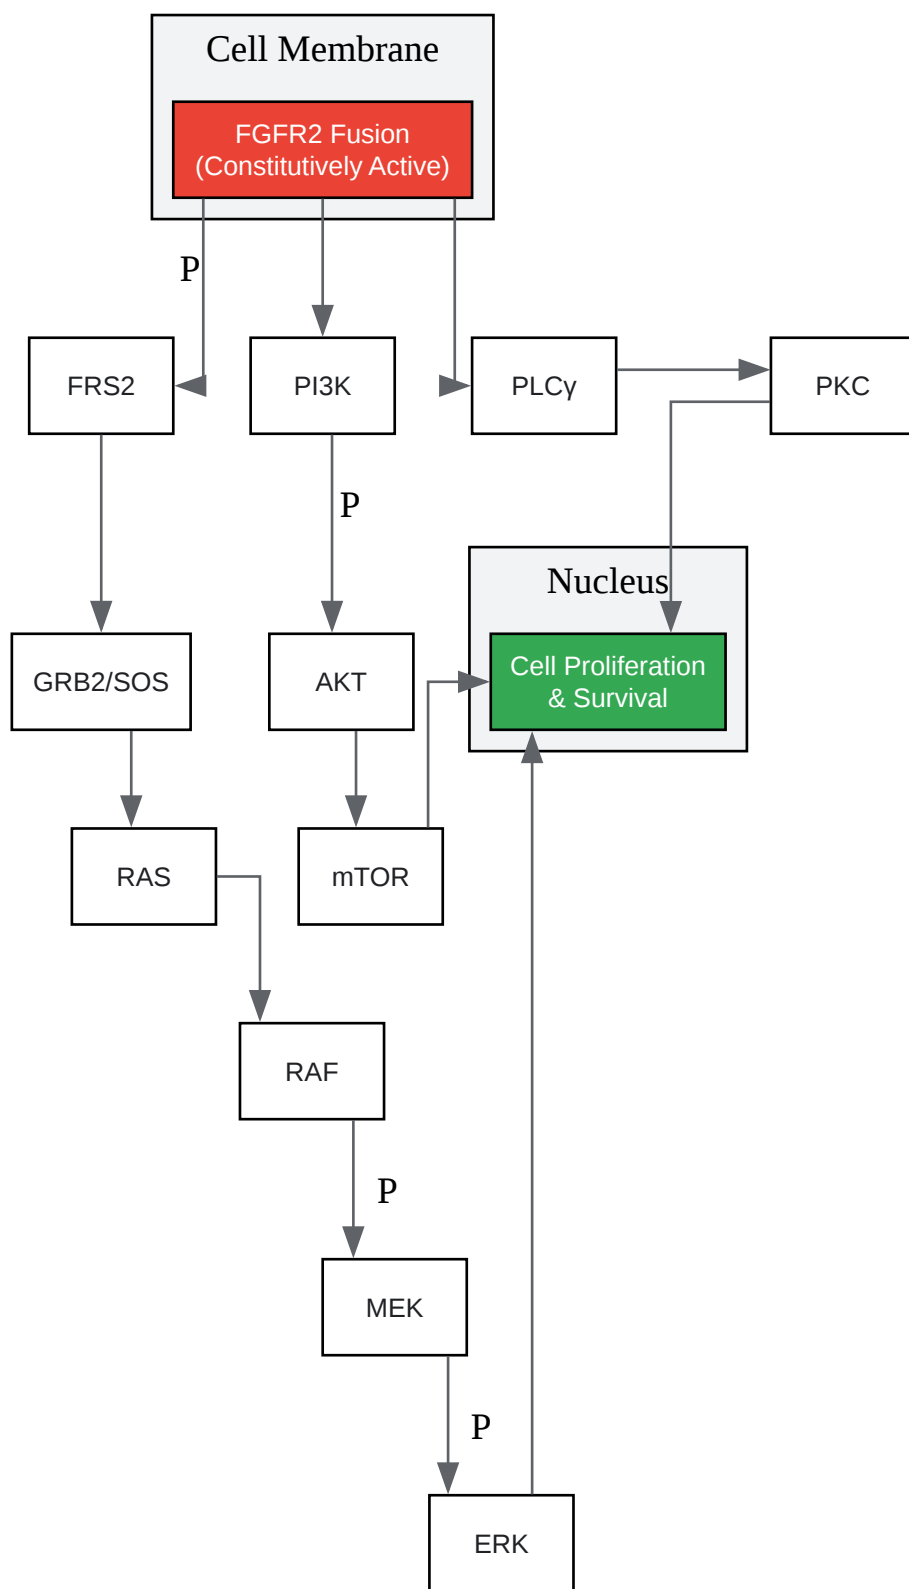 Cell Membrane
FGFR2 Fusion
(Constitutively Active)
P
FRS2
PI3K
PLCγ
PKC
P
Nucleus
GRB2/SOS
AKT
Cell Proliferation
& Survival
RAS
mTOR
RAF
P
MEK
P
ERK